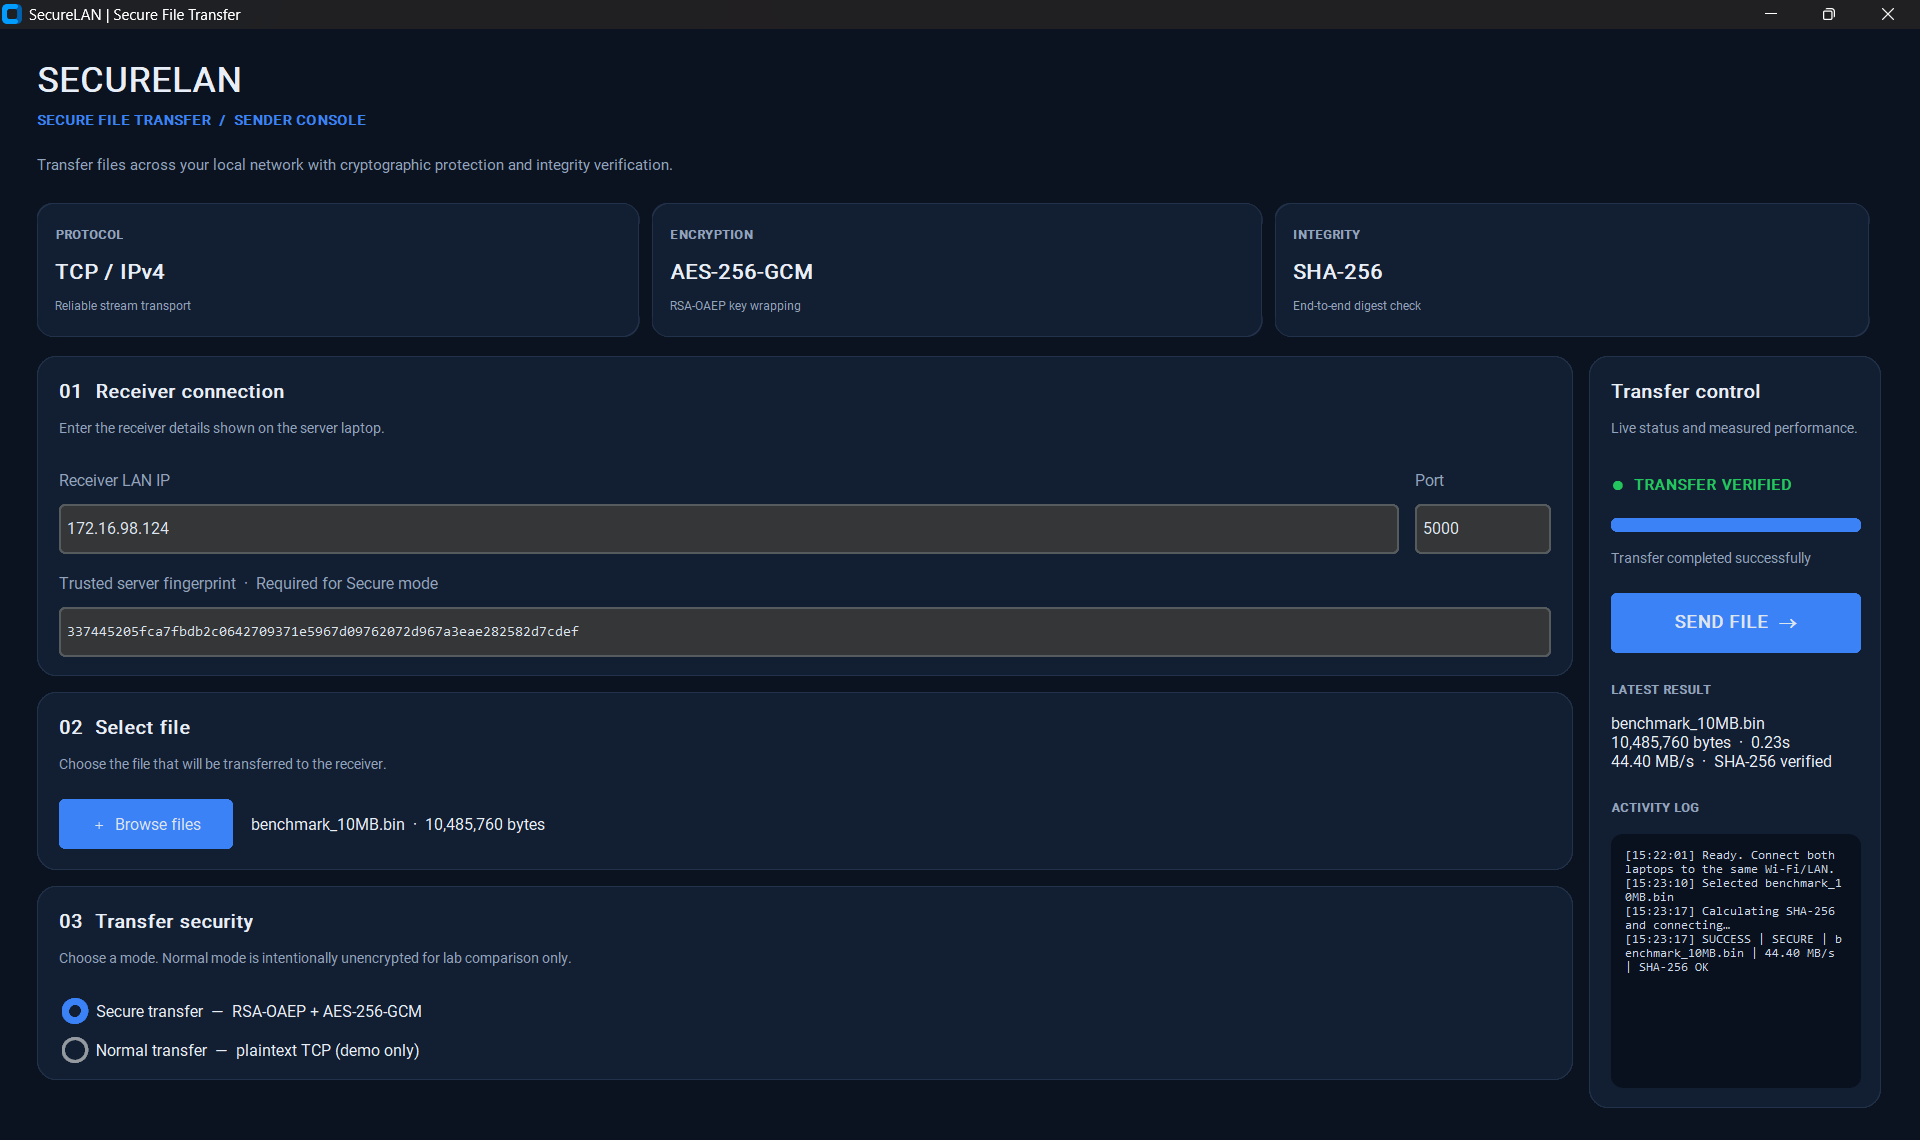 SecureLAN | Secure File Transfer
SECURELAN
SECURE FILE TRANSFER / SENDER CONSOLE
Transfer files across your local network with cryptographic protection and integrity verification.
PROTOCOL
TCP / IPv4
Reliable stream transport
ENCRYPTION
AES-256-GCM
RSA-OAEP key wrapping
INTEGRITY
SHA-256
End-to-end digest check
01 Receiver connection
Enter the receiver details shown on the server laptop.
Receiver LAN IP
Port
172.16.98.124
5000
Trusted server fingerprint · Required for Secure mode
337445205fca7fbdb2c0642709371e5967d09762072d967a3eae282582d7cdef
02 Select file
Choose the file that will be transferred to the receiver.
+ Browse files
benchmark_10MB.bin · 10,485,760 bytes
03 Transfer security
Choose a mode. Normal mode is intentionally unencrypted for lab comparison only.
Secure transfer — RSA-OAEP + AES-256-GCM
Normal transfer — plaintext TCP (demo only)
Transfer control
Live status and measured performance.
● TRANSFER VERIFIED
Transfer completed successfully
SEND FILE →
LATEST RESULT
benchmark_10MB.bin
10,485,760 bytes · 0.23s
44.40 MB/s · SHA-256 verified
ACTIVITY LOG
[15:22:01] Ready. Connect both
laptops to the same Wi-Fi/LAN.
[15:23:10] Selected benchmark_1
0MB.bin
[15:23:17] Calculating SHA-256
and connecting…
[15:23:17] SUCCESS | SECURE | b
enchmark_10MB.bin | 44.40 MB/s
| SHA-256 OK